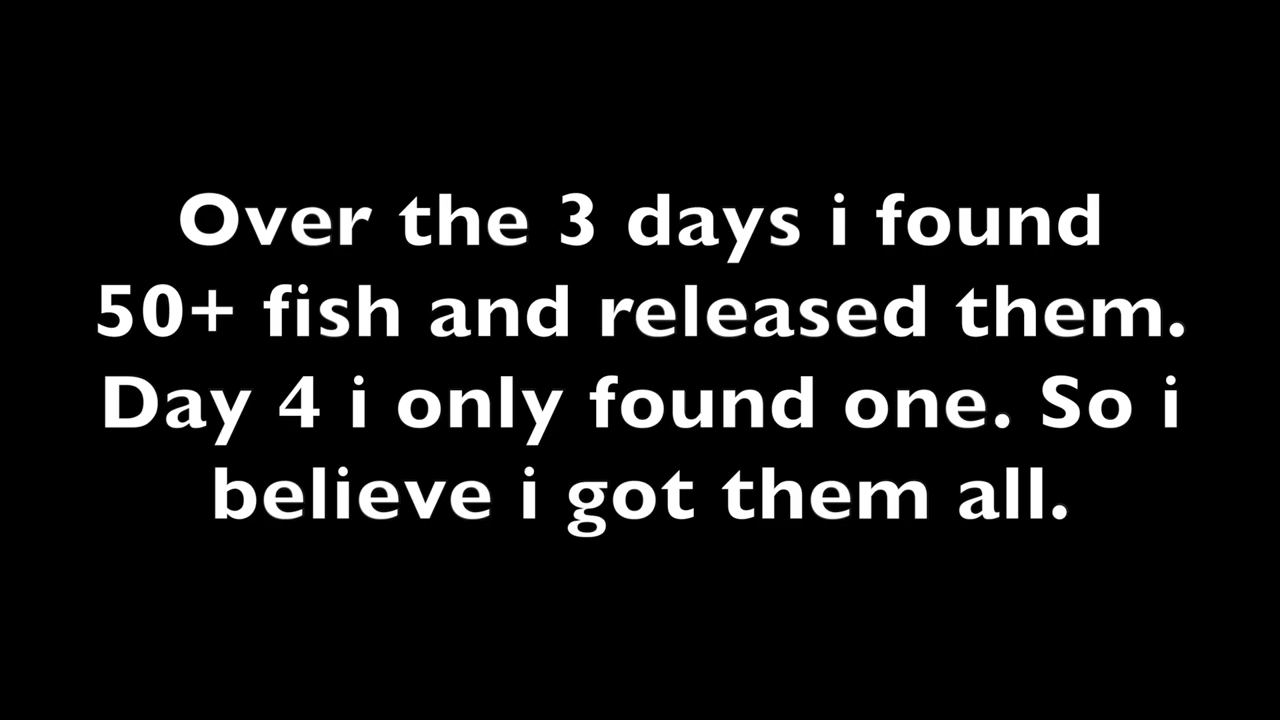 Over the 3 days i found
50+ fish and released them.
Day 4 i only found one. So i
believe i got them all.